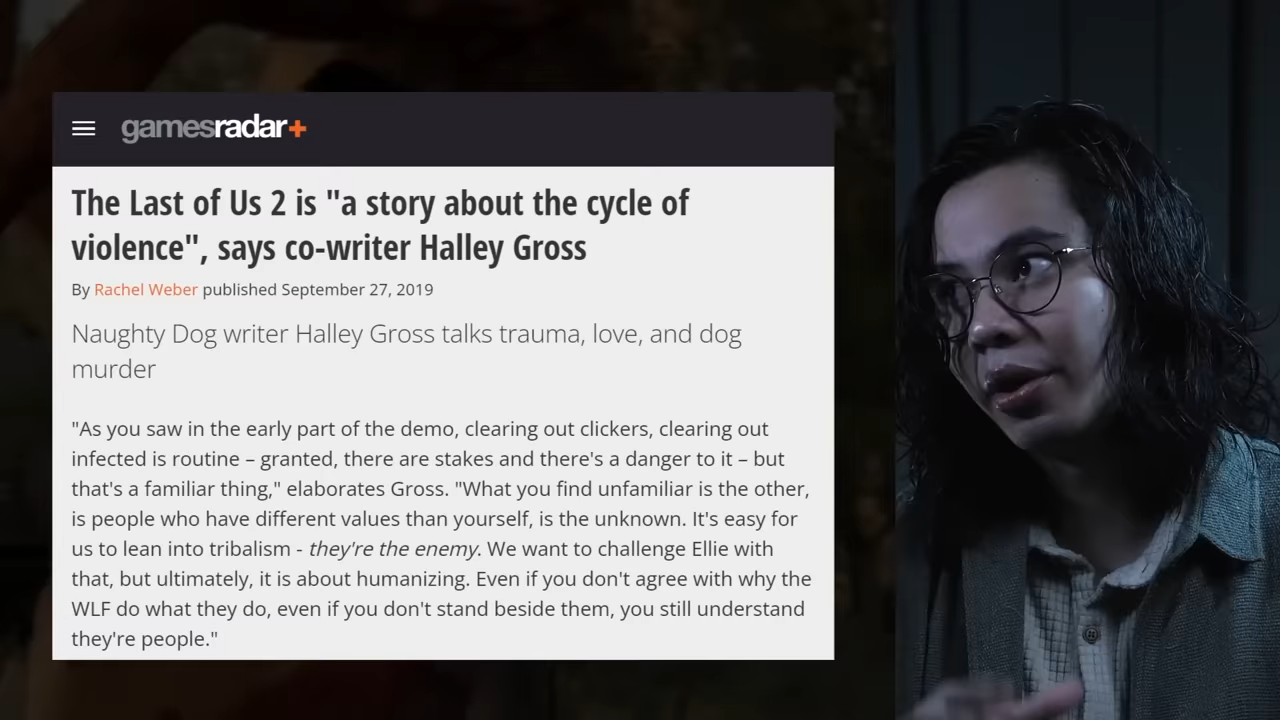 gamesradar+
The Last of Us 2 is "a story about the cycle of
violence", says co-writer Halley Gross
By Rachel Weber published September 27, 2019
Naughty Dog writer Halley Gross talks trauma, love, and dog
murder
"As you saw in the early part of the demo, clearing out clickers, clearing out
infected is routine – granted, there are stakes and there's a danger to it – but
that's a familiar thing," elaborates Gross. "What you find unfamiliar is the other,
is people who have different values than yourself, is the unknown. It's easy for
us to lean into tribalism - they're the enemy. We want to challenge Ellie with
that, but ultimately, it is about humanizing. Even if you don't agree with why the
WLF do what they do, even if you don't stand beside them, you still understand
they're people."